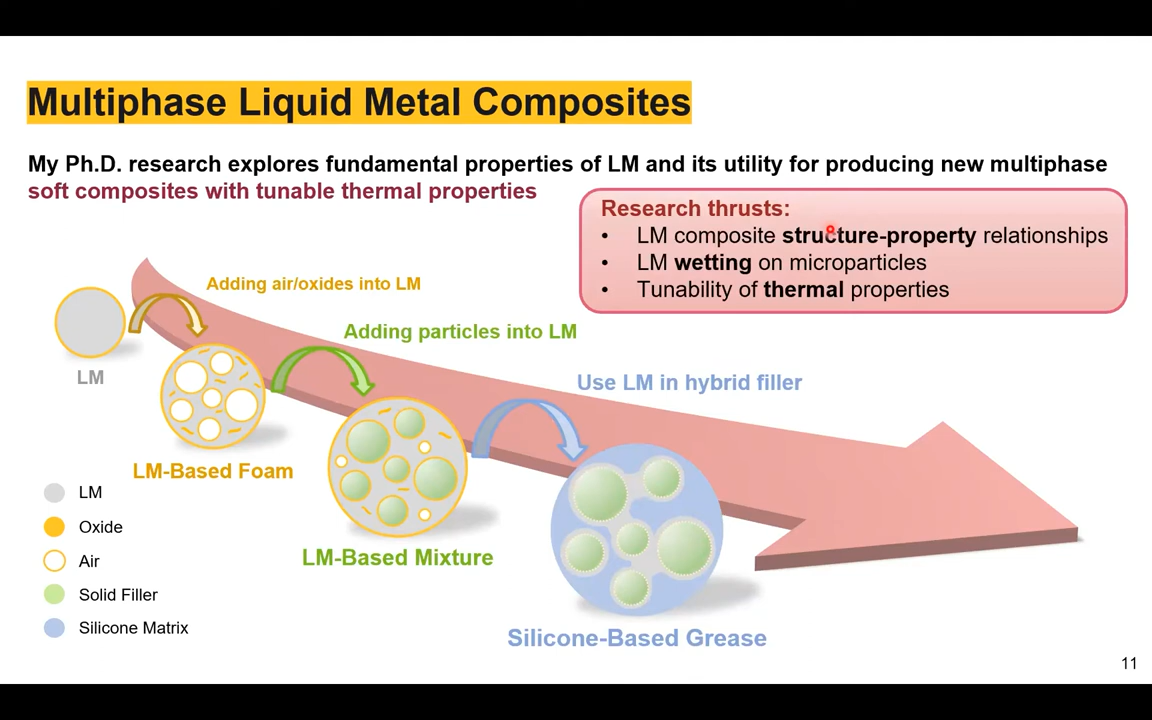 Multiphase Liquid Metal Composites
My Ph.D. research explores fundamental properties of LM and its utility for producing new multiphase
soft composites with tunable thermal properties
Research thrusts:
• LM composite structure-property relationships
• LM wetting on microparticles
• Tunability of thermal properties
Adding air/oxides into LM
Adding particles into LM
Use LM in hybrid filler
LM
LM-Based Foam
LM-Based Mixture
Silicone-Based Grease
LM
Oxide
Air
Solid Filler
Silicone Matrix
11